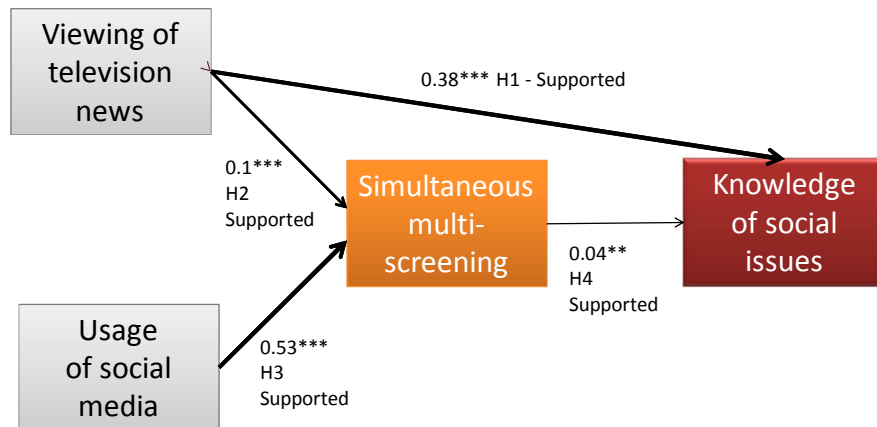 Viewing of
television
news
0.38*** H1 - Supported
0.1***
H2
Supported
Simultaneous
multi-
screening
Knowledge
of social
issues
0.04**
H4
Supported
Usage
of social
media
0.53***
H3
Supported